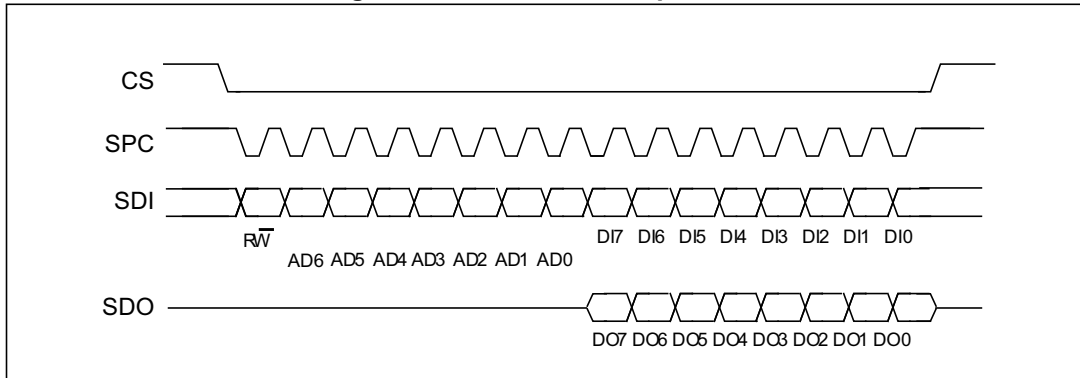 CS
SPC
SDI
RW
DI7 DI6 DI5 DI4 DI3 DI2 DI1 DI0
AD6 AD5 AD4 AD3 AD2 AD1 AD0
SDO
DO7 DO6 DO5 DO4 DO3 DO2 DO1 DO0